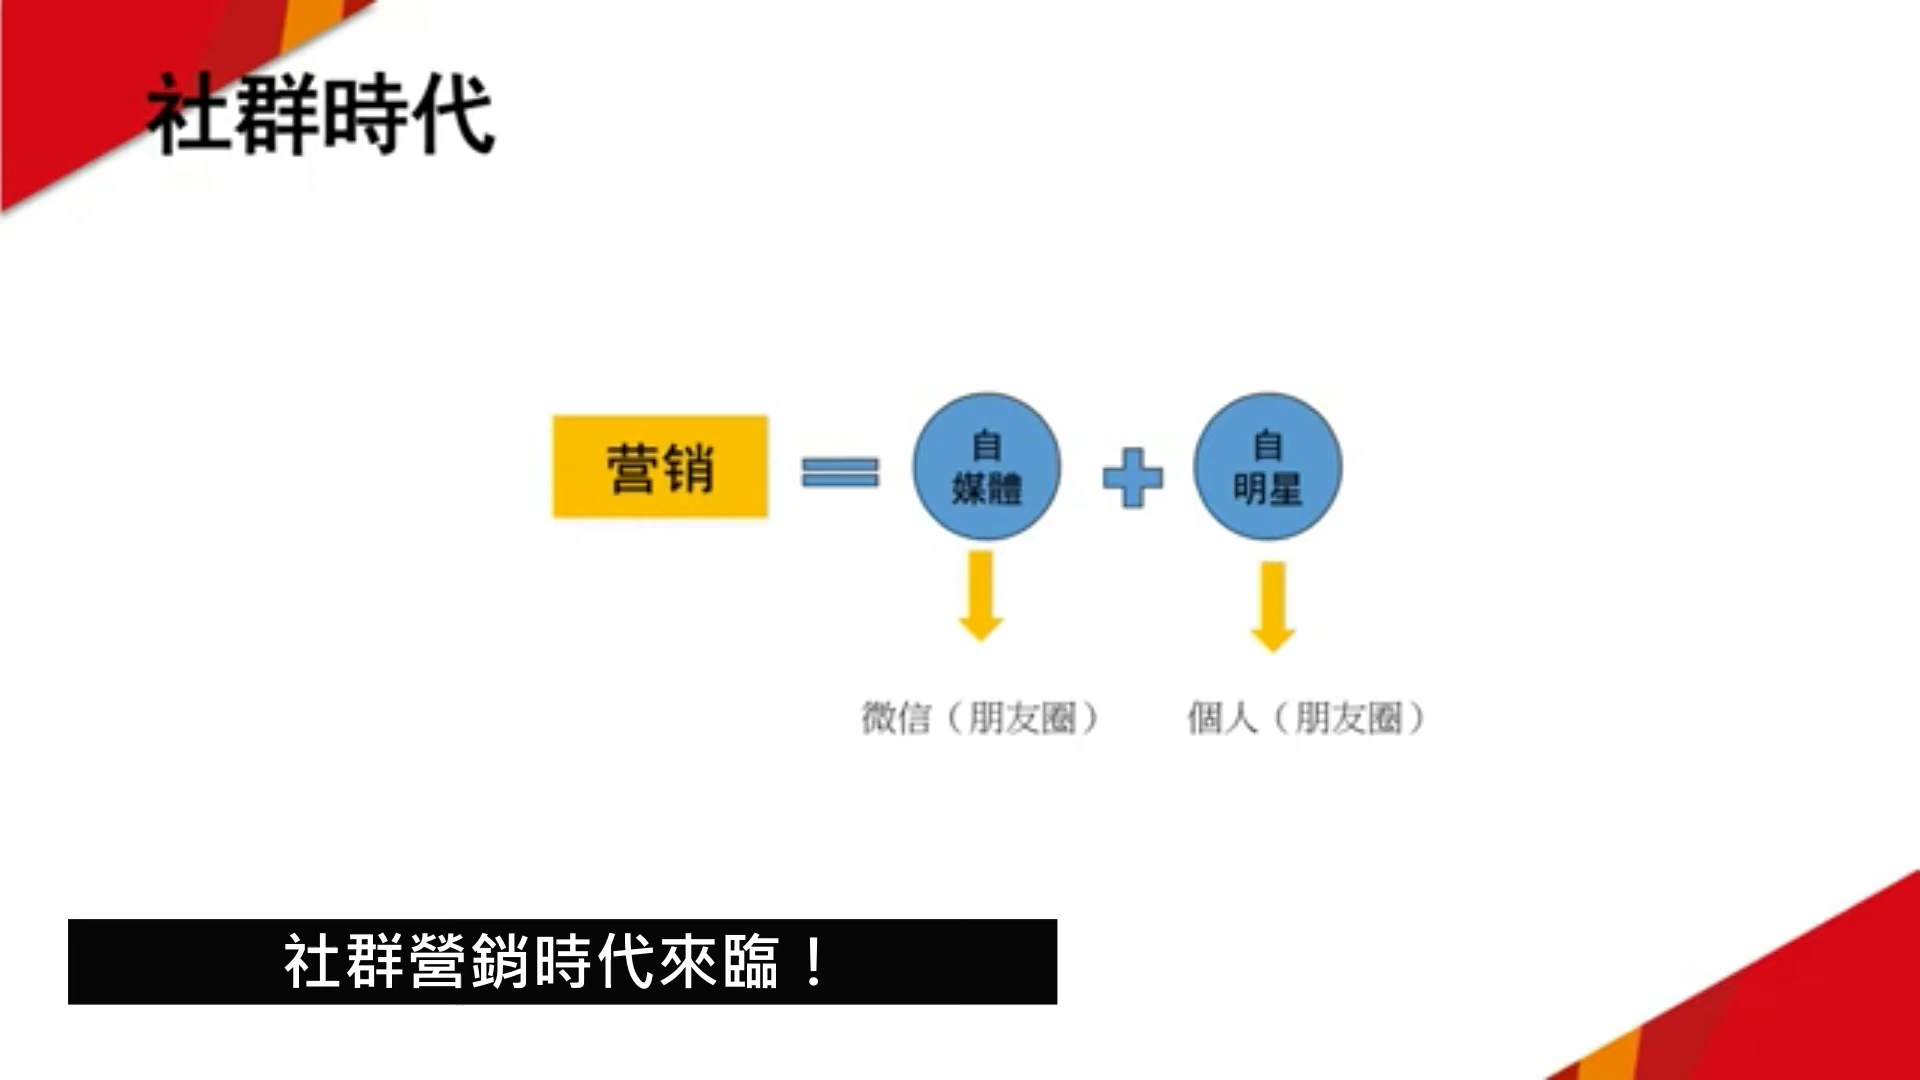 社群時代
营销
自
媒體
自
明星
微信（朋友圈）
個人（朋友圈）
社群營銷時代來臨！